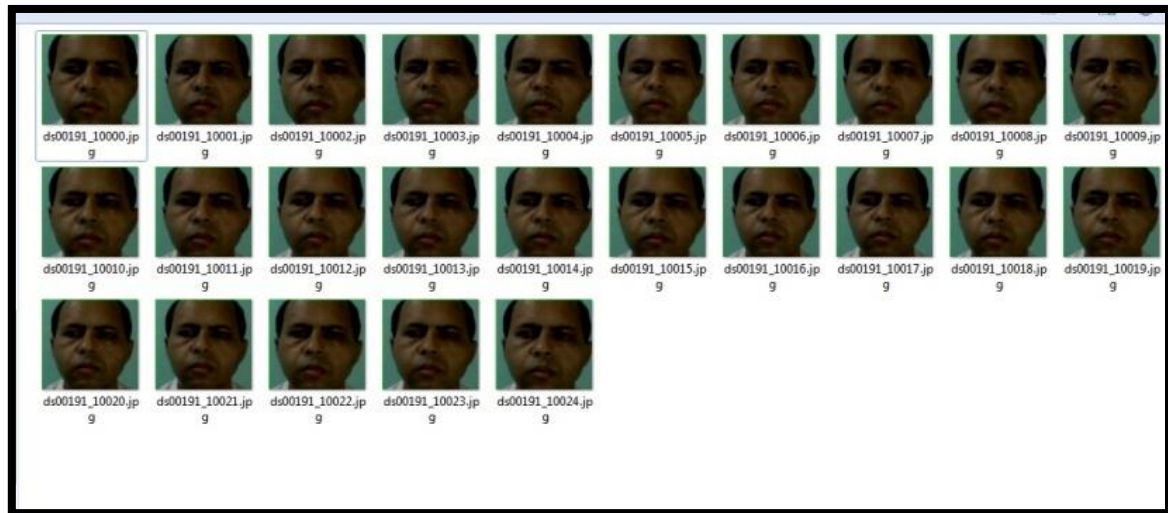 ds00191_10000.jp ds00191_10001.jp ds00191_10002.jp ds00191_10003.jp ds00191_10004.jp ds00191_10005.jp ds00191_10006.jp ds00191_10007.jp ds00191_10008.jp ds00191_10009.jp
g g g g g g g g g g
ds00191_10010.jp ds00191_10011.jp ds00191_10012.jp ds00191_10013.jp ds00191_10014.jp ds00191_10015.jp ds00191_10016.jp ds00191_10017.jp ds00191_10018.jp ds00191_10019.jp
g g g g g g g g g g
ds00191_10020.jp ds00191_10021.jp ds00191_10022.jp ds00191_10023.jp ds00191_10024.jp
g g g g g